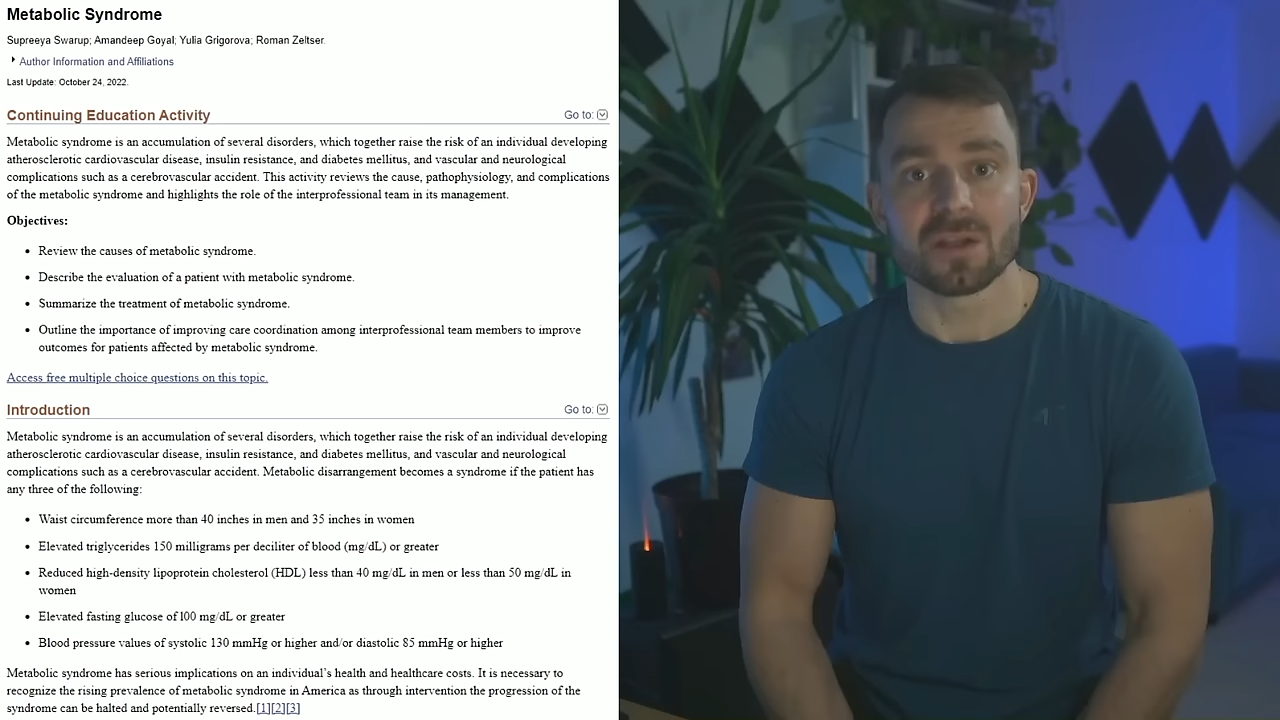 Metabolic Syndrome
Supreeya Swarup; Amandeep Goyal; Yulia Grigorova; Roman Zeltser.
Author Information and Affiliations
Last Update: October 24, 2022.
Continuing Education Activity
Go to:
Metabolic syndrome is an accumulation of several disorders, which together raise the risk of an individual developing
atherosclerotic cardiovascular disease, insulin resistance, and diabetes mellitus, and vascular and neurological
complications such as a cerebrovascular accident. This activity reviews the cause, pathophysiology, and complications
of the metabolic syndrome and highlights the role of the interprofessional team in its management.
Objectives:
• Review the causes of metabolic syndrome.
• Describe the evaluation of a patient with metabolic syndrome.
• Summarize the treatment of metabolic syndrome.
• Outline the importance of improving care coordination among interprofessional team members to improve
outcomes for patients affected by metabolic syndrome.
Access free multiple choice questions on this topic.
Introduction
Go to:
Metabolic syndrome is an accumulation of several disorders, which together raise the risk of an individual developing
atherosclerotic cardiovascular disease, insulin resistance, and diabetes mellitus, and vascular and neurological
complications such as a cerebrovascular accident. Metabolic disarrangement becomes a syndrome if the patient has
any three of the following:
• Waist circumference more than 40 inches in men and 35 inches in women
• Elevated triglycerides 150 milligrams per deciliter of blood (mg/dL) or greater
• Reduced high-density lipoprotein cholesterol (HDL) less than 40 mg/dL in men or less than 50 mg/dL in
women
• Elevated fasting glucose of l00 mg/dL or greater
• Blood pressure values of systolic 130 mmHg or higher and/or diastolic 85 mmHg or higher
Metabolic syndrome has serious implications on an individual’s health and healthcare costs. It is necessary to
recognize the rising prevalence of metabolic syndrome in America as through intervention the progression of the
syndrome can be halted and potentially reversed.[1][2][3]